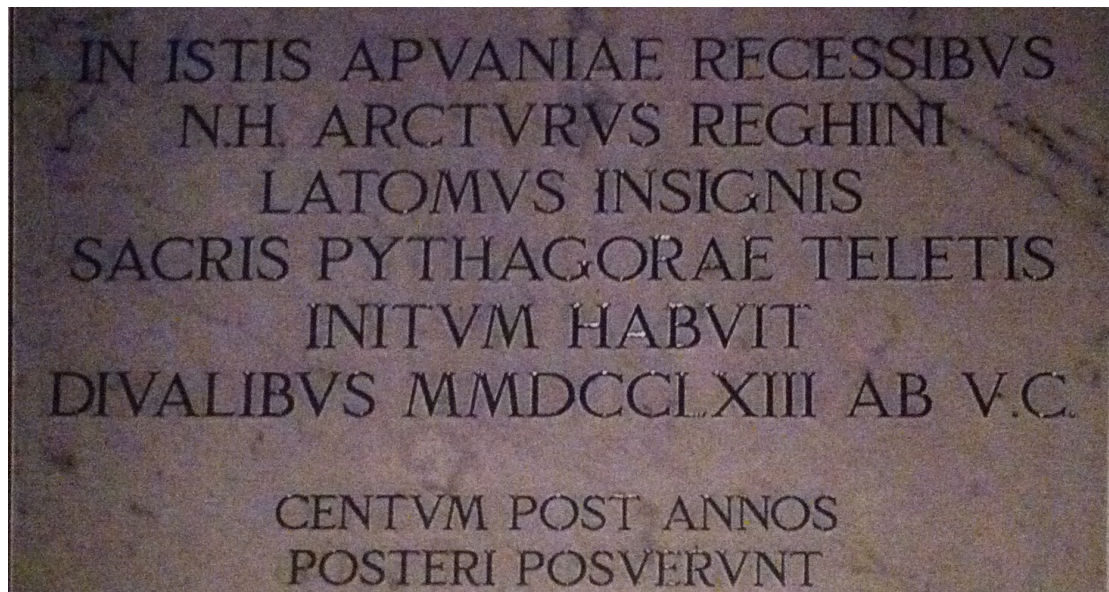 IN ISTIS APVANIAE RECESSIBVS
N.H. ARCTVRVS REGHINI
LATOMVS INSIGNIS
SACRIS PYTHAGORAE TELETIS
INITVM HABVIT
DIVALIBVS MMDCCLXIII AB V.C.
CENTVM POST ANNOS
POSTERI POSVERVNT